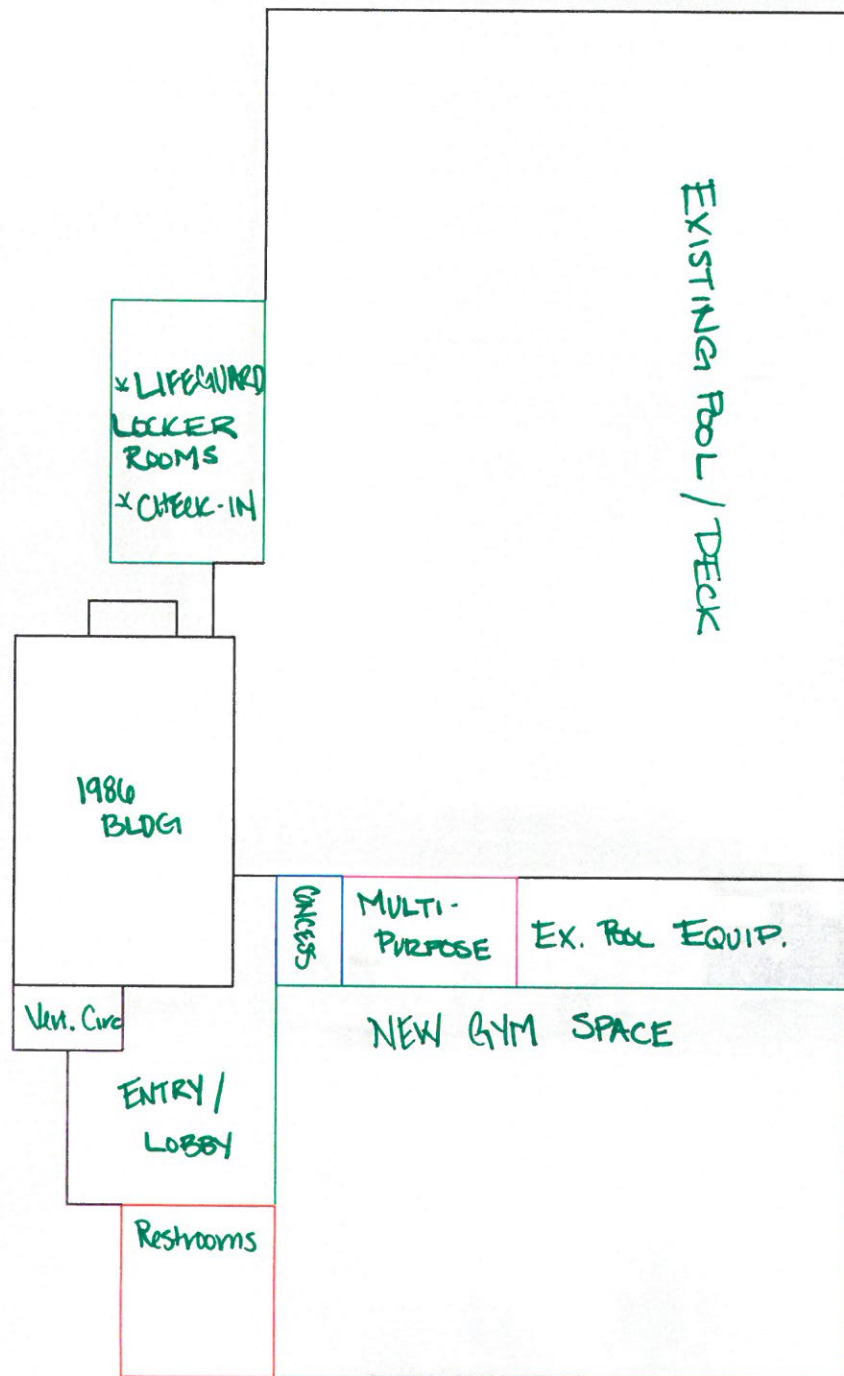 EXISTING POOL / DECK
* LIFEGUARD
LOCKER
ROOMS
* CHECK-IN
1986
BLDG
CONCESS
MULTI-
PURPOSE
EX. POOL EQUIP.
Vert. Circ
NEW GYM SPACE
ENTRY /
LOBBY
Restrooms